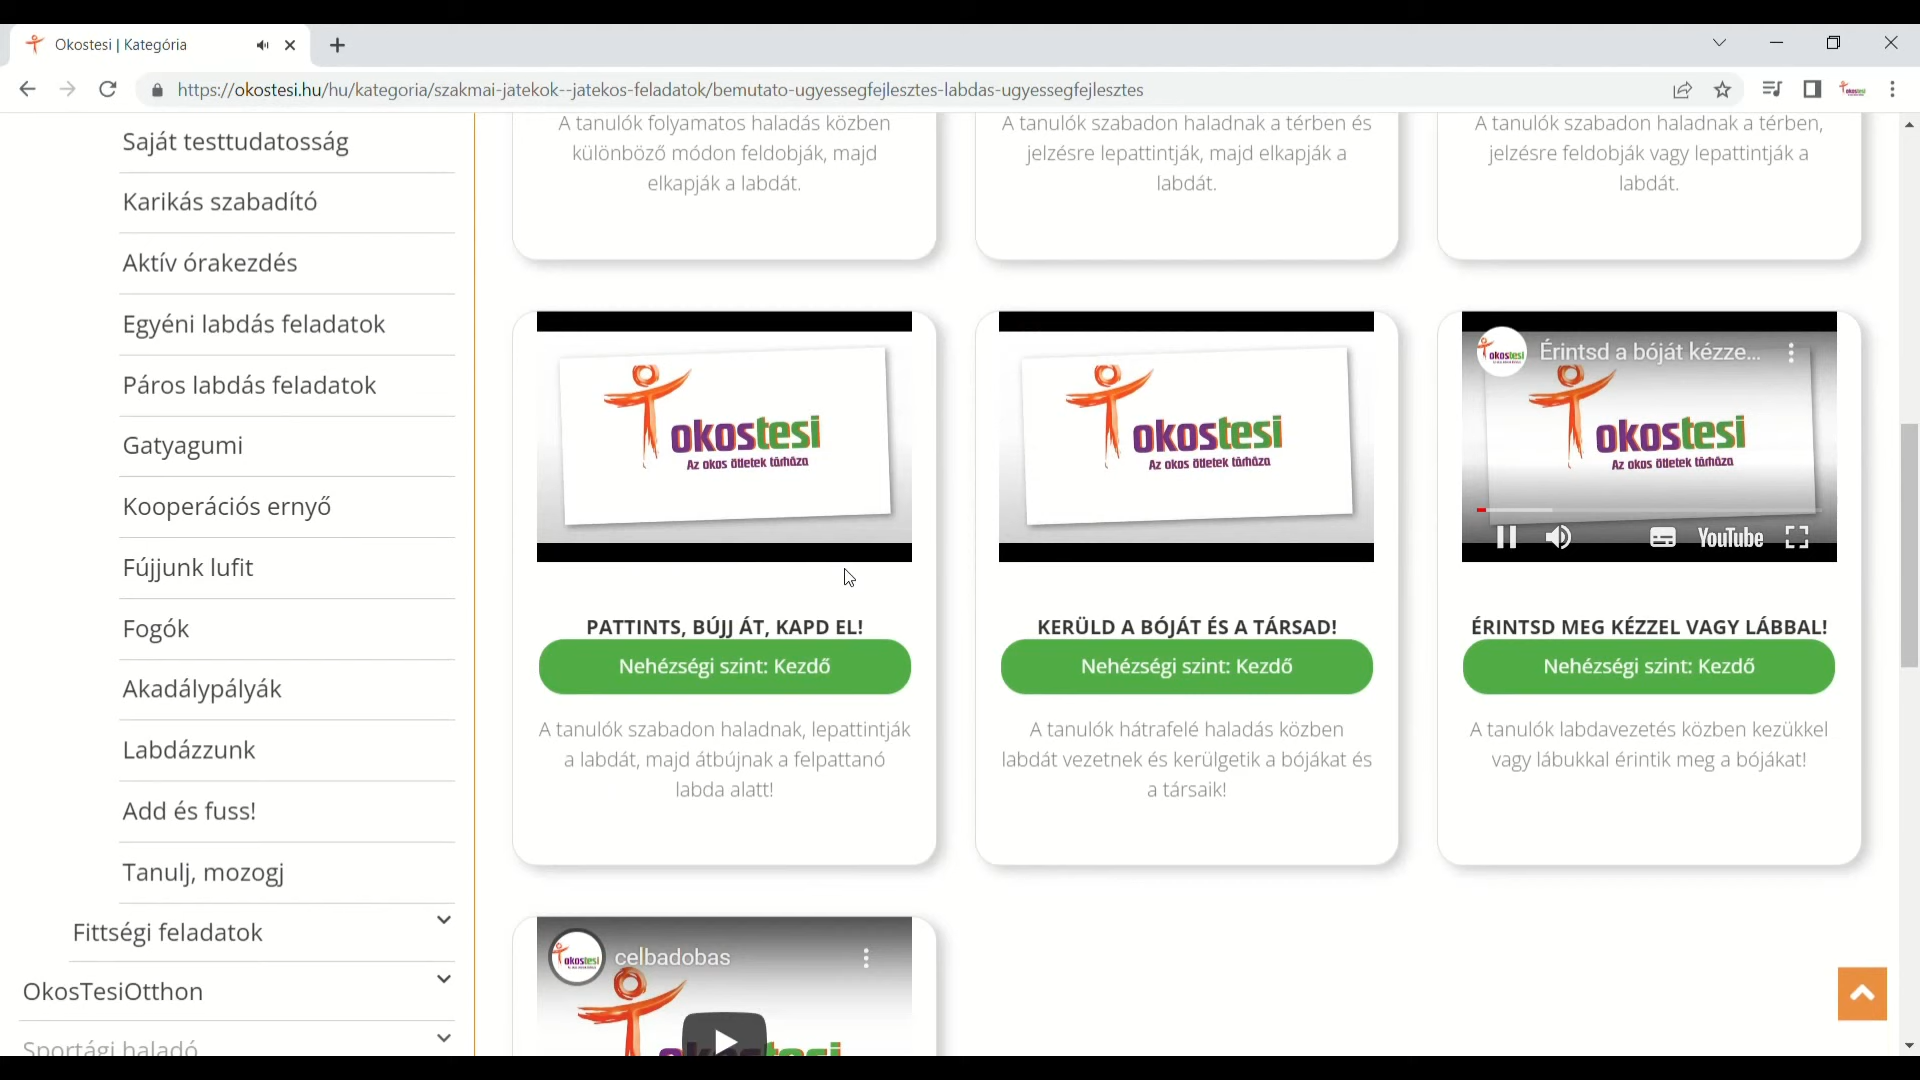 Okostesi | Kategória
https://okostesi.hu/hu/kategoria/szakmai-jatekok--jatekos-feladatok/bemutato-ugyessegfejlesztes-labdas-ugyessegfejlesztes
okostesi
Saját testtudatosság
Karikás szabadító
Aktív órakezdés
Egyéni labdás feladatok
Páros labdás feladatok
Gatyagumi
Kooperációs ernyő
Fújjunk lufit
Fogók
Akadálypályák
Labdázzunk
Add és fuss!
Tanulj, mozogj
Fittségi feladatok
OkosTesiOtthon
Sportági haladó
A tanulók folyamatos haladás közben
különböző módon feldobják, majd
elkapják a labdát.
A tanulók szabadon haladnak a térben és
jelzésre lepattintják, majd elkapják a
labdát.
A tanulók szabadon haladnak a térben,
jelzésre feldobják vagy lepattintják a
labdát.
okostesi
Az okos ötletek tárháza
PATTINTS, BÚJJ ÁT, KAPD EL!
Nehézségi szint: Kezdő
A tanulók szabadon haladnak, lepattintják
a labdát, majd átbújnak a felpattanó
labda alatt!
okostesi
Az okos ötletek tárháza
KERÜLD A BÓJÁT ÉS A TÁRSAD!
Nehézségi szint: Kezdő
A tanulók hátrafelé haladás közben
labdát vezetnek és kerülgetik a bójákat és
a társaik!
okostesi
Érintsd a bóját kézze...
okostesi
Az okos ötletek tárháza
YouTube
ÉRINTSD MEG KÉZZEL VAGY LÁBBAL!
Nehézségi szint: Kezdő
A tanulók labdavezetés közben kezükkel
vagy lábukkal érintik meg a bójákat!
okostesi
celbadobas